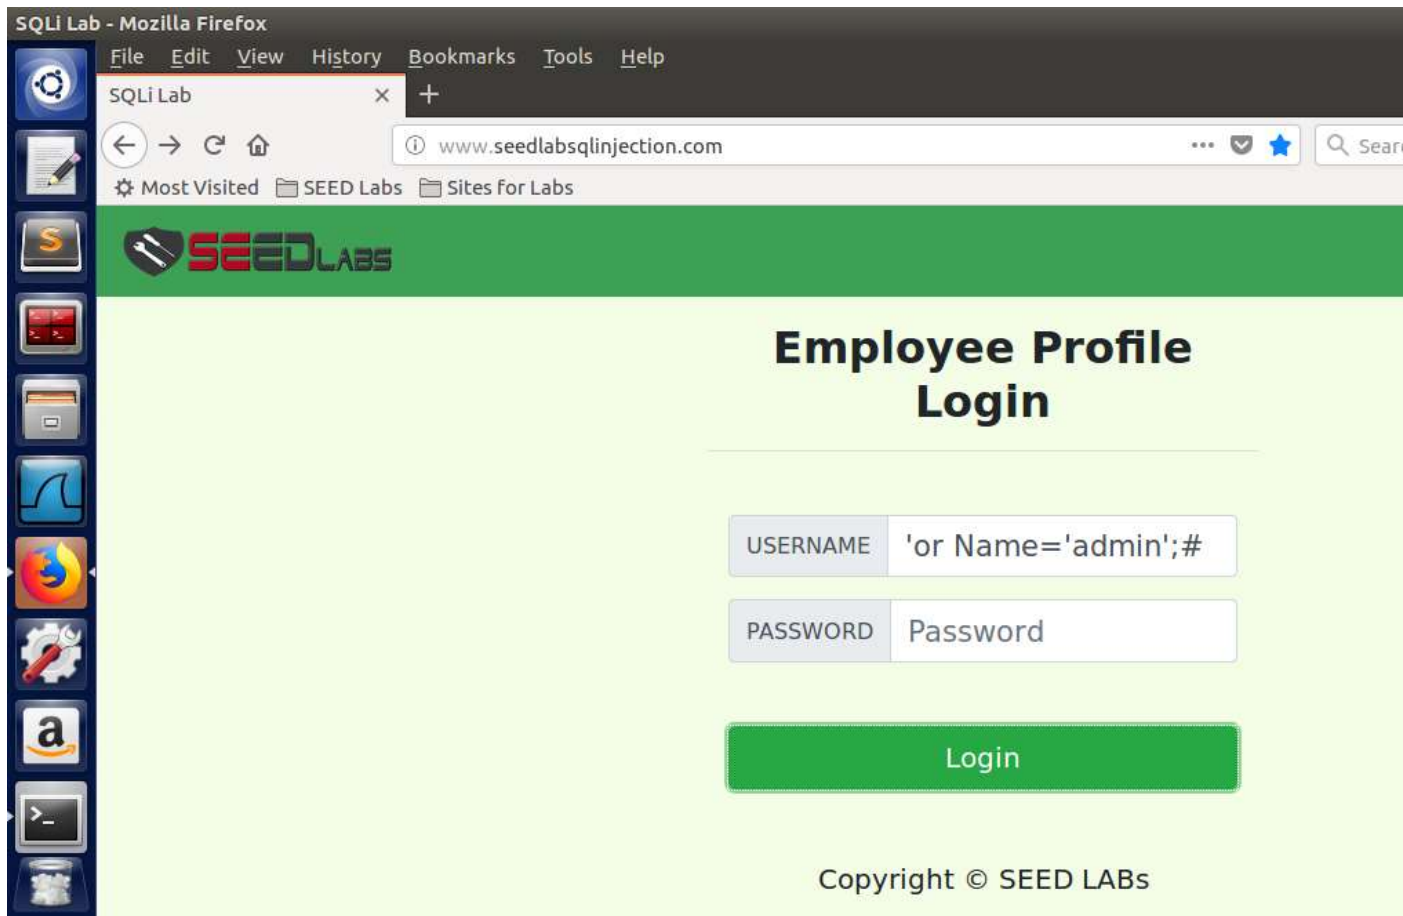 SQLi Lab - Mozilla Firefox
File Edit View History Bookmarks Tools Help
SQLi Lab × +
www.seedlabsqlinjection.com
Most Visited SEED Labs Sites for Labs
SEEDLABS
Employee Profile
Login
USERNAME 'or Name='admin';#
PASSWORD Password
Login
Copyright © SEED LABs